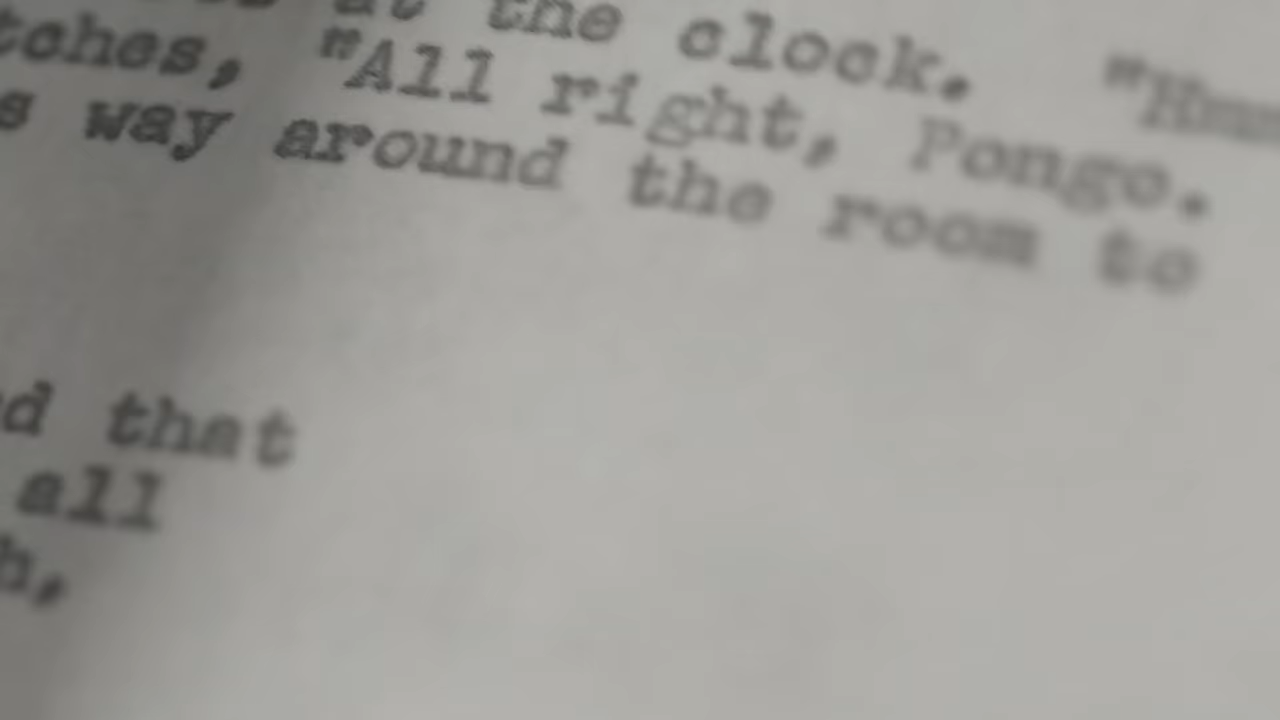 at the clock.
tches, "All right, Pongo.
s way around the room to
d that
all
h,